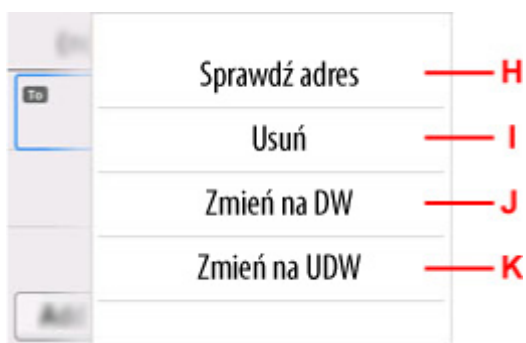 Sprawdź adres H
To
Usuń I
Zmień na DW J
Zmień na UDW K